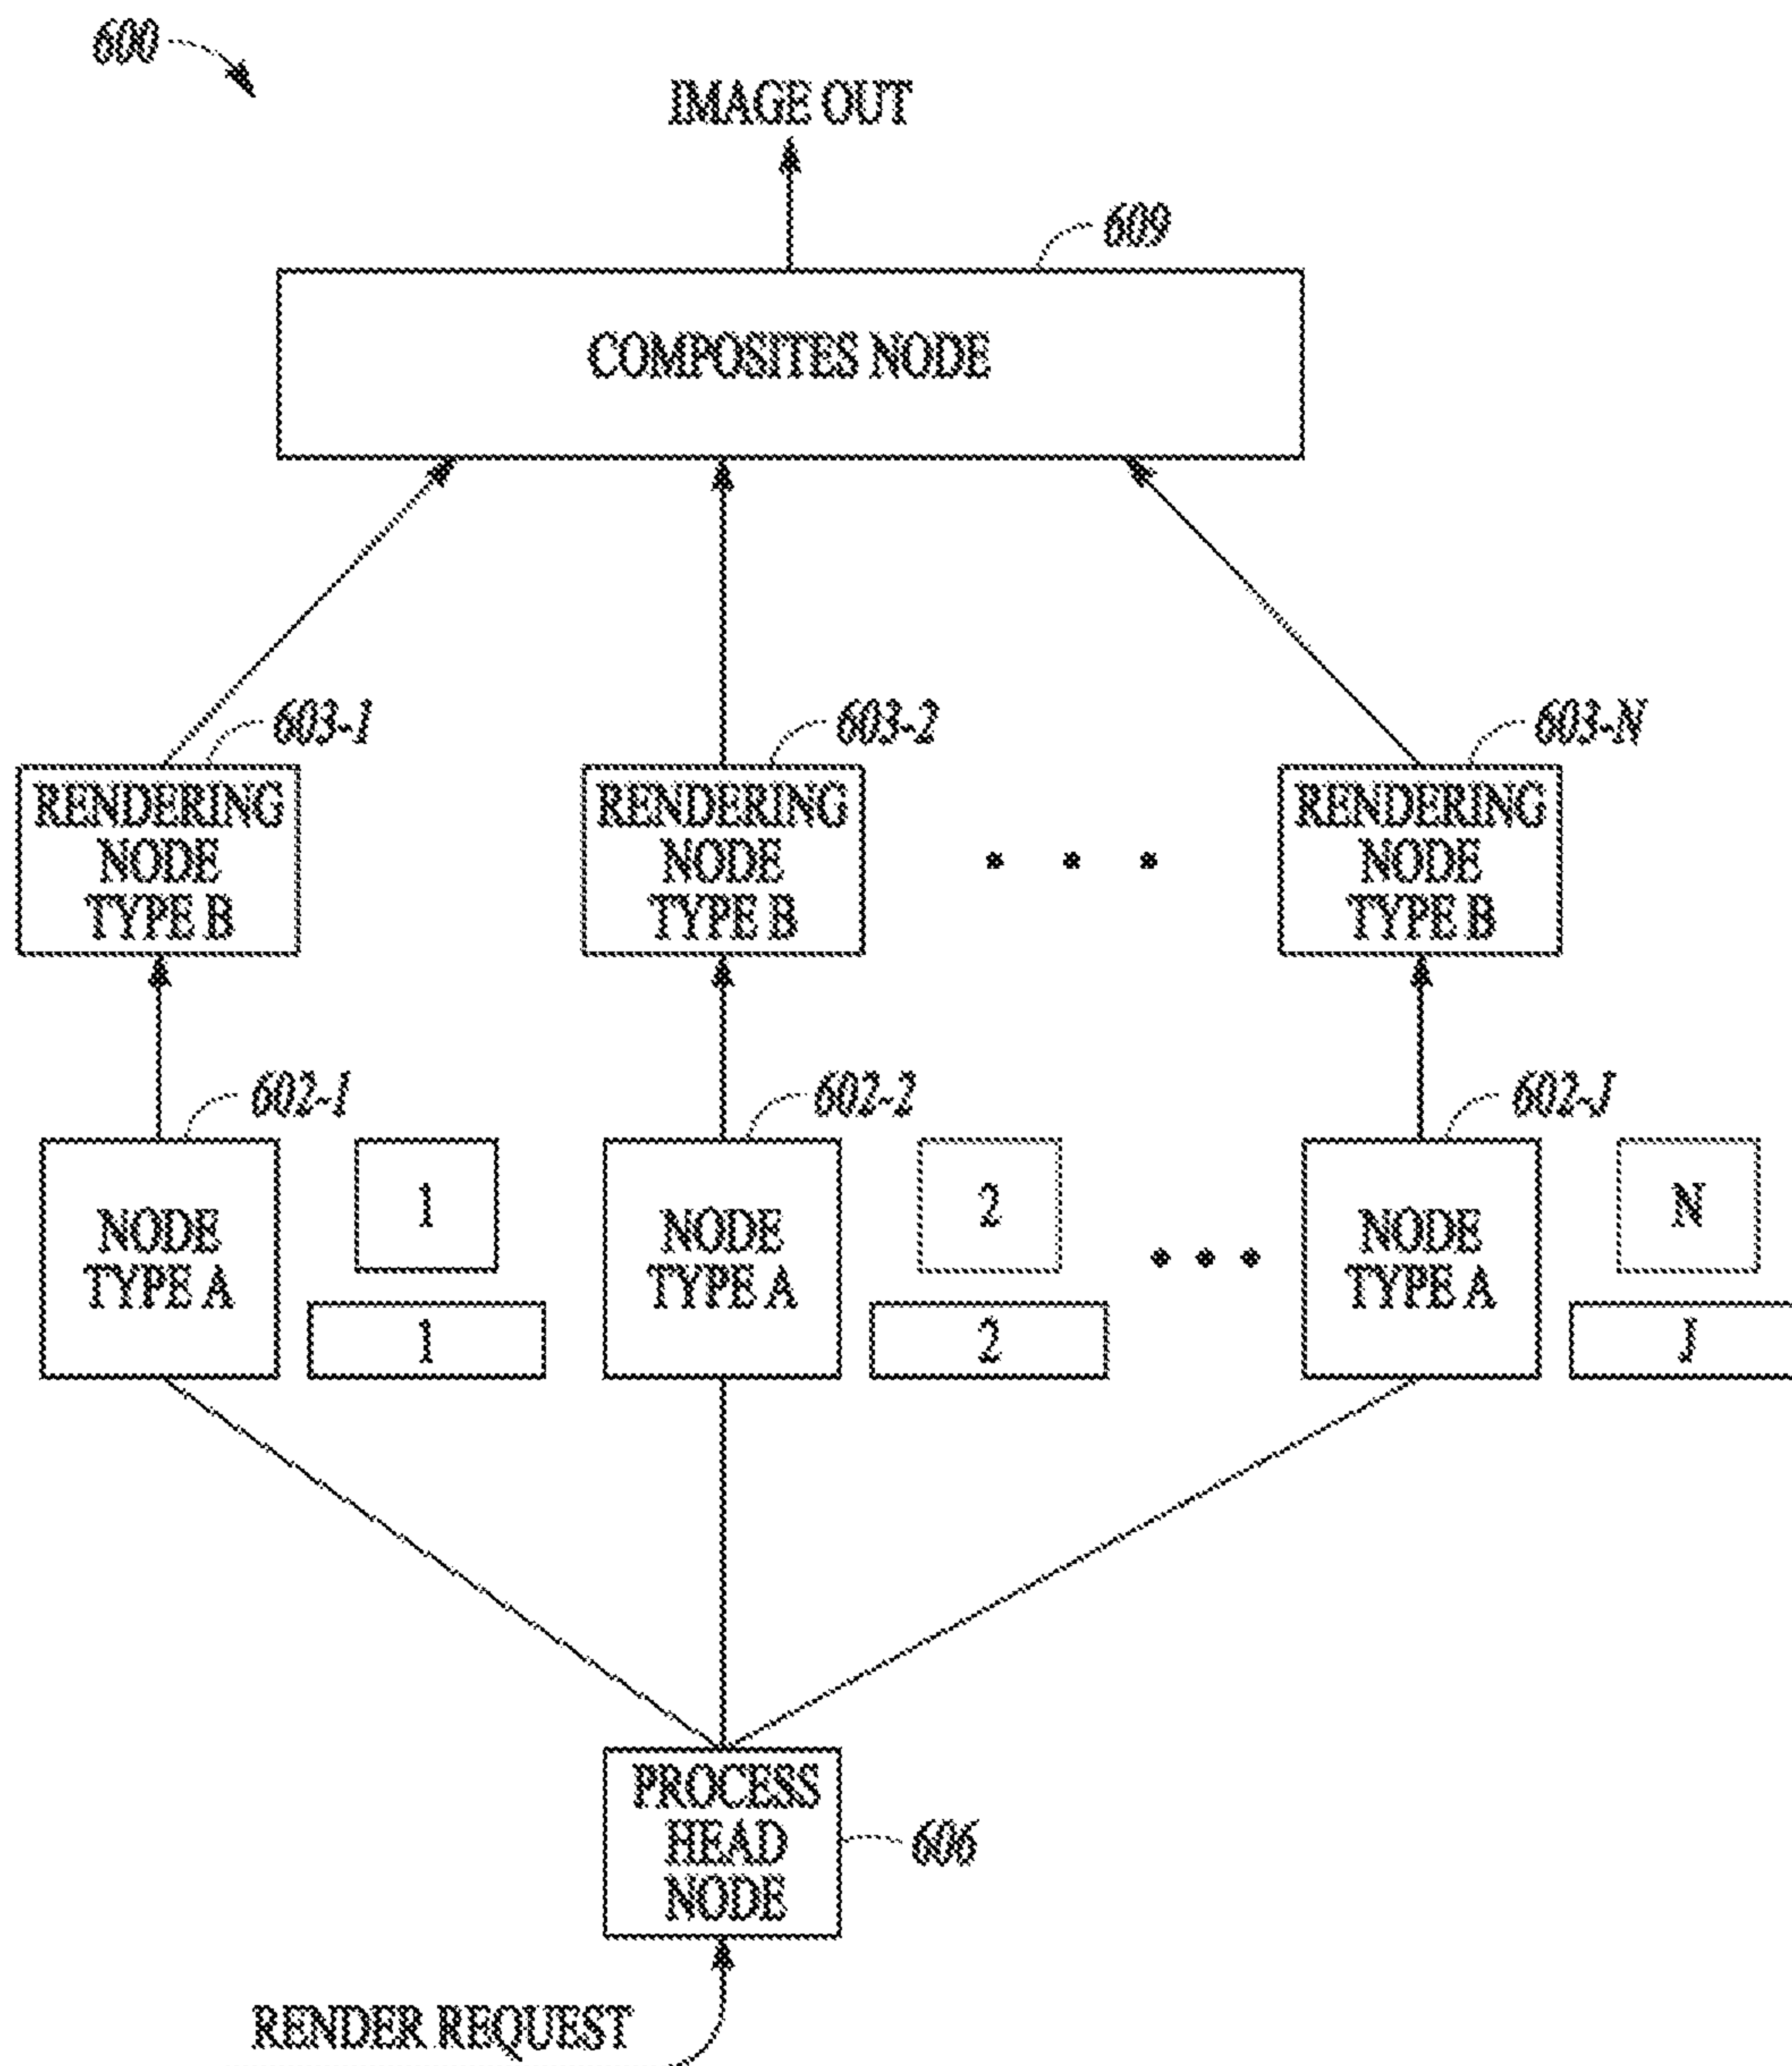 600
IMAGE OUT
609
COMPOSITES NODE
603-1
603-2
603-N
RENDERING
NODE
TYPE B
RENDERING
NODE
TYPE B
RENDERING
NODE
TYPE B
602-1
602-2
602-J
NODE
TYPE A
1
1
NODE
TYPE A
2
2
NODE
TYPE A
N
J
PROCESS
HEAD
NODE
606
RENDER REQUEST